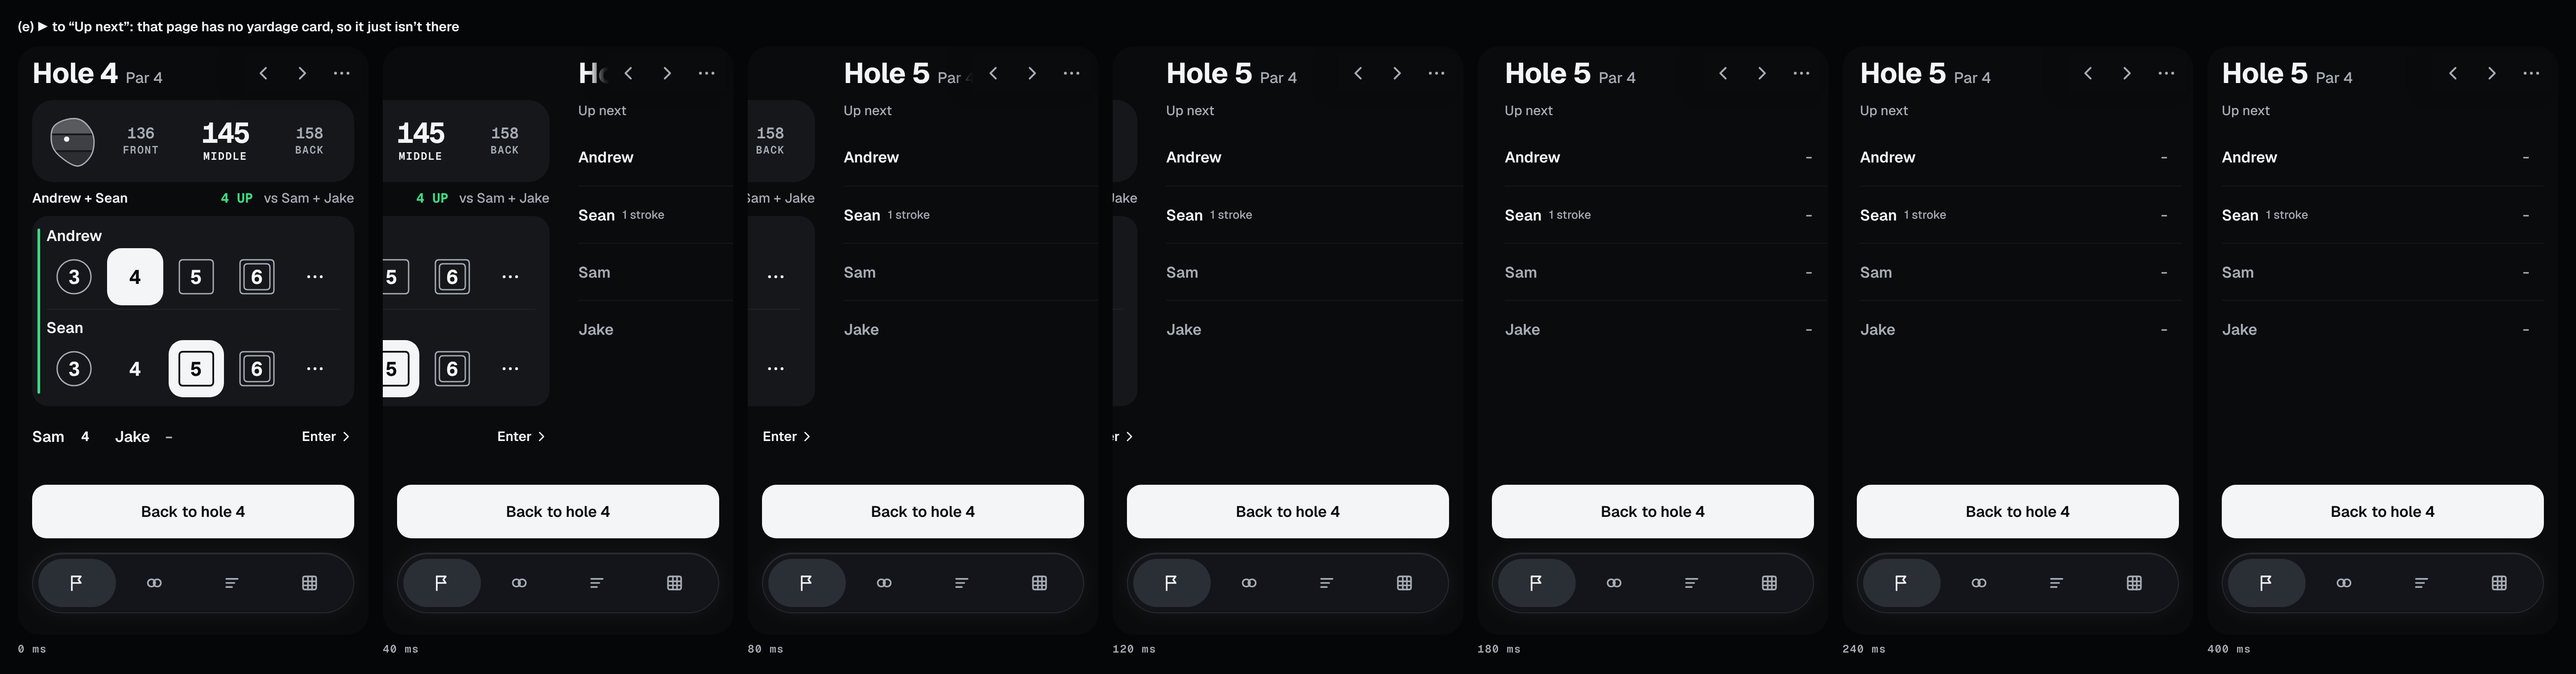 (e) ▶ to “Up next”: that page has no yardage card, so it just isn’t there
Hole 4 Par 4
136 145 158
FRONT MIDDLE BACK
Andrew + Sean 4 UP vs Sam + Jake
Andrew
3 4 5 6 ...
Sean
3 4 5 6 ...
Sam 4 Jake – Enter >
Back to hole 4
0 ms
145 158
MIDDLE BACK
4 UP vs Sam + Jake
5 6 ...
5 6 ...
Enter >
H
Up next
Andrew
Sean 1 stroke
Sam
Jake
Back to hole 4
40 ms
158
BACK
Sam + Jake
...
...
Enter >
Hole 5 Par 4
Up next
Andrew
Sean 1 stroke
Sam
Jake
Back to hole 4
80 ms
Jake
er >
Hole 5 Par 4
Up next
Andrew
Sean 1 stroke
Sam
Jake
Back to hole 4
120 ms
Hole 5 Par 4
Up next
Andrew –
Sean 1 stroke –
Sam –
Jake –
Back to hole 4
180 ms
Hole 5 Par 4
Up next
Andrew –
Sean 1 stroke –
Sam –
Jake –
Back to hole 4
240 ms
Hole 5 Par 4
Up next
Andrew –
Sean 1 stroke –
Sam –
Jake –
Back to hole 4
400 ms